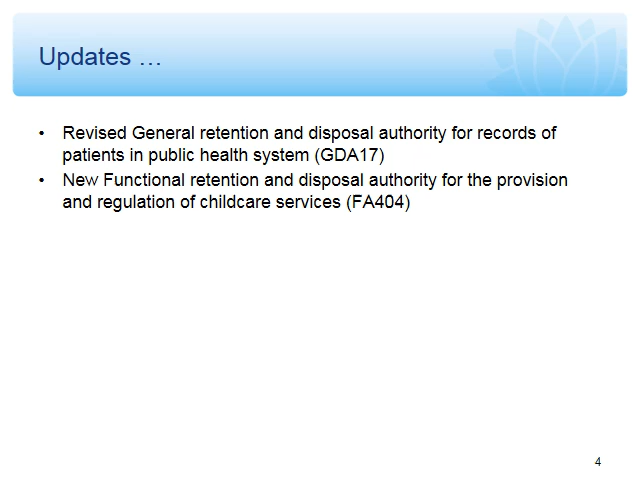 Updates …
• Revised General retention and disposal authority for records of
patients in public health system (GDA17)
• New Functional retention and disposal authority for the provision
and regulation of childcare services (FA404)
4